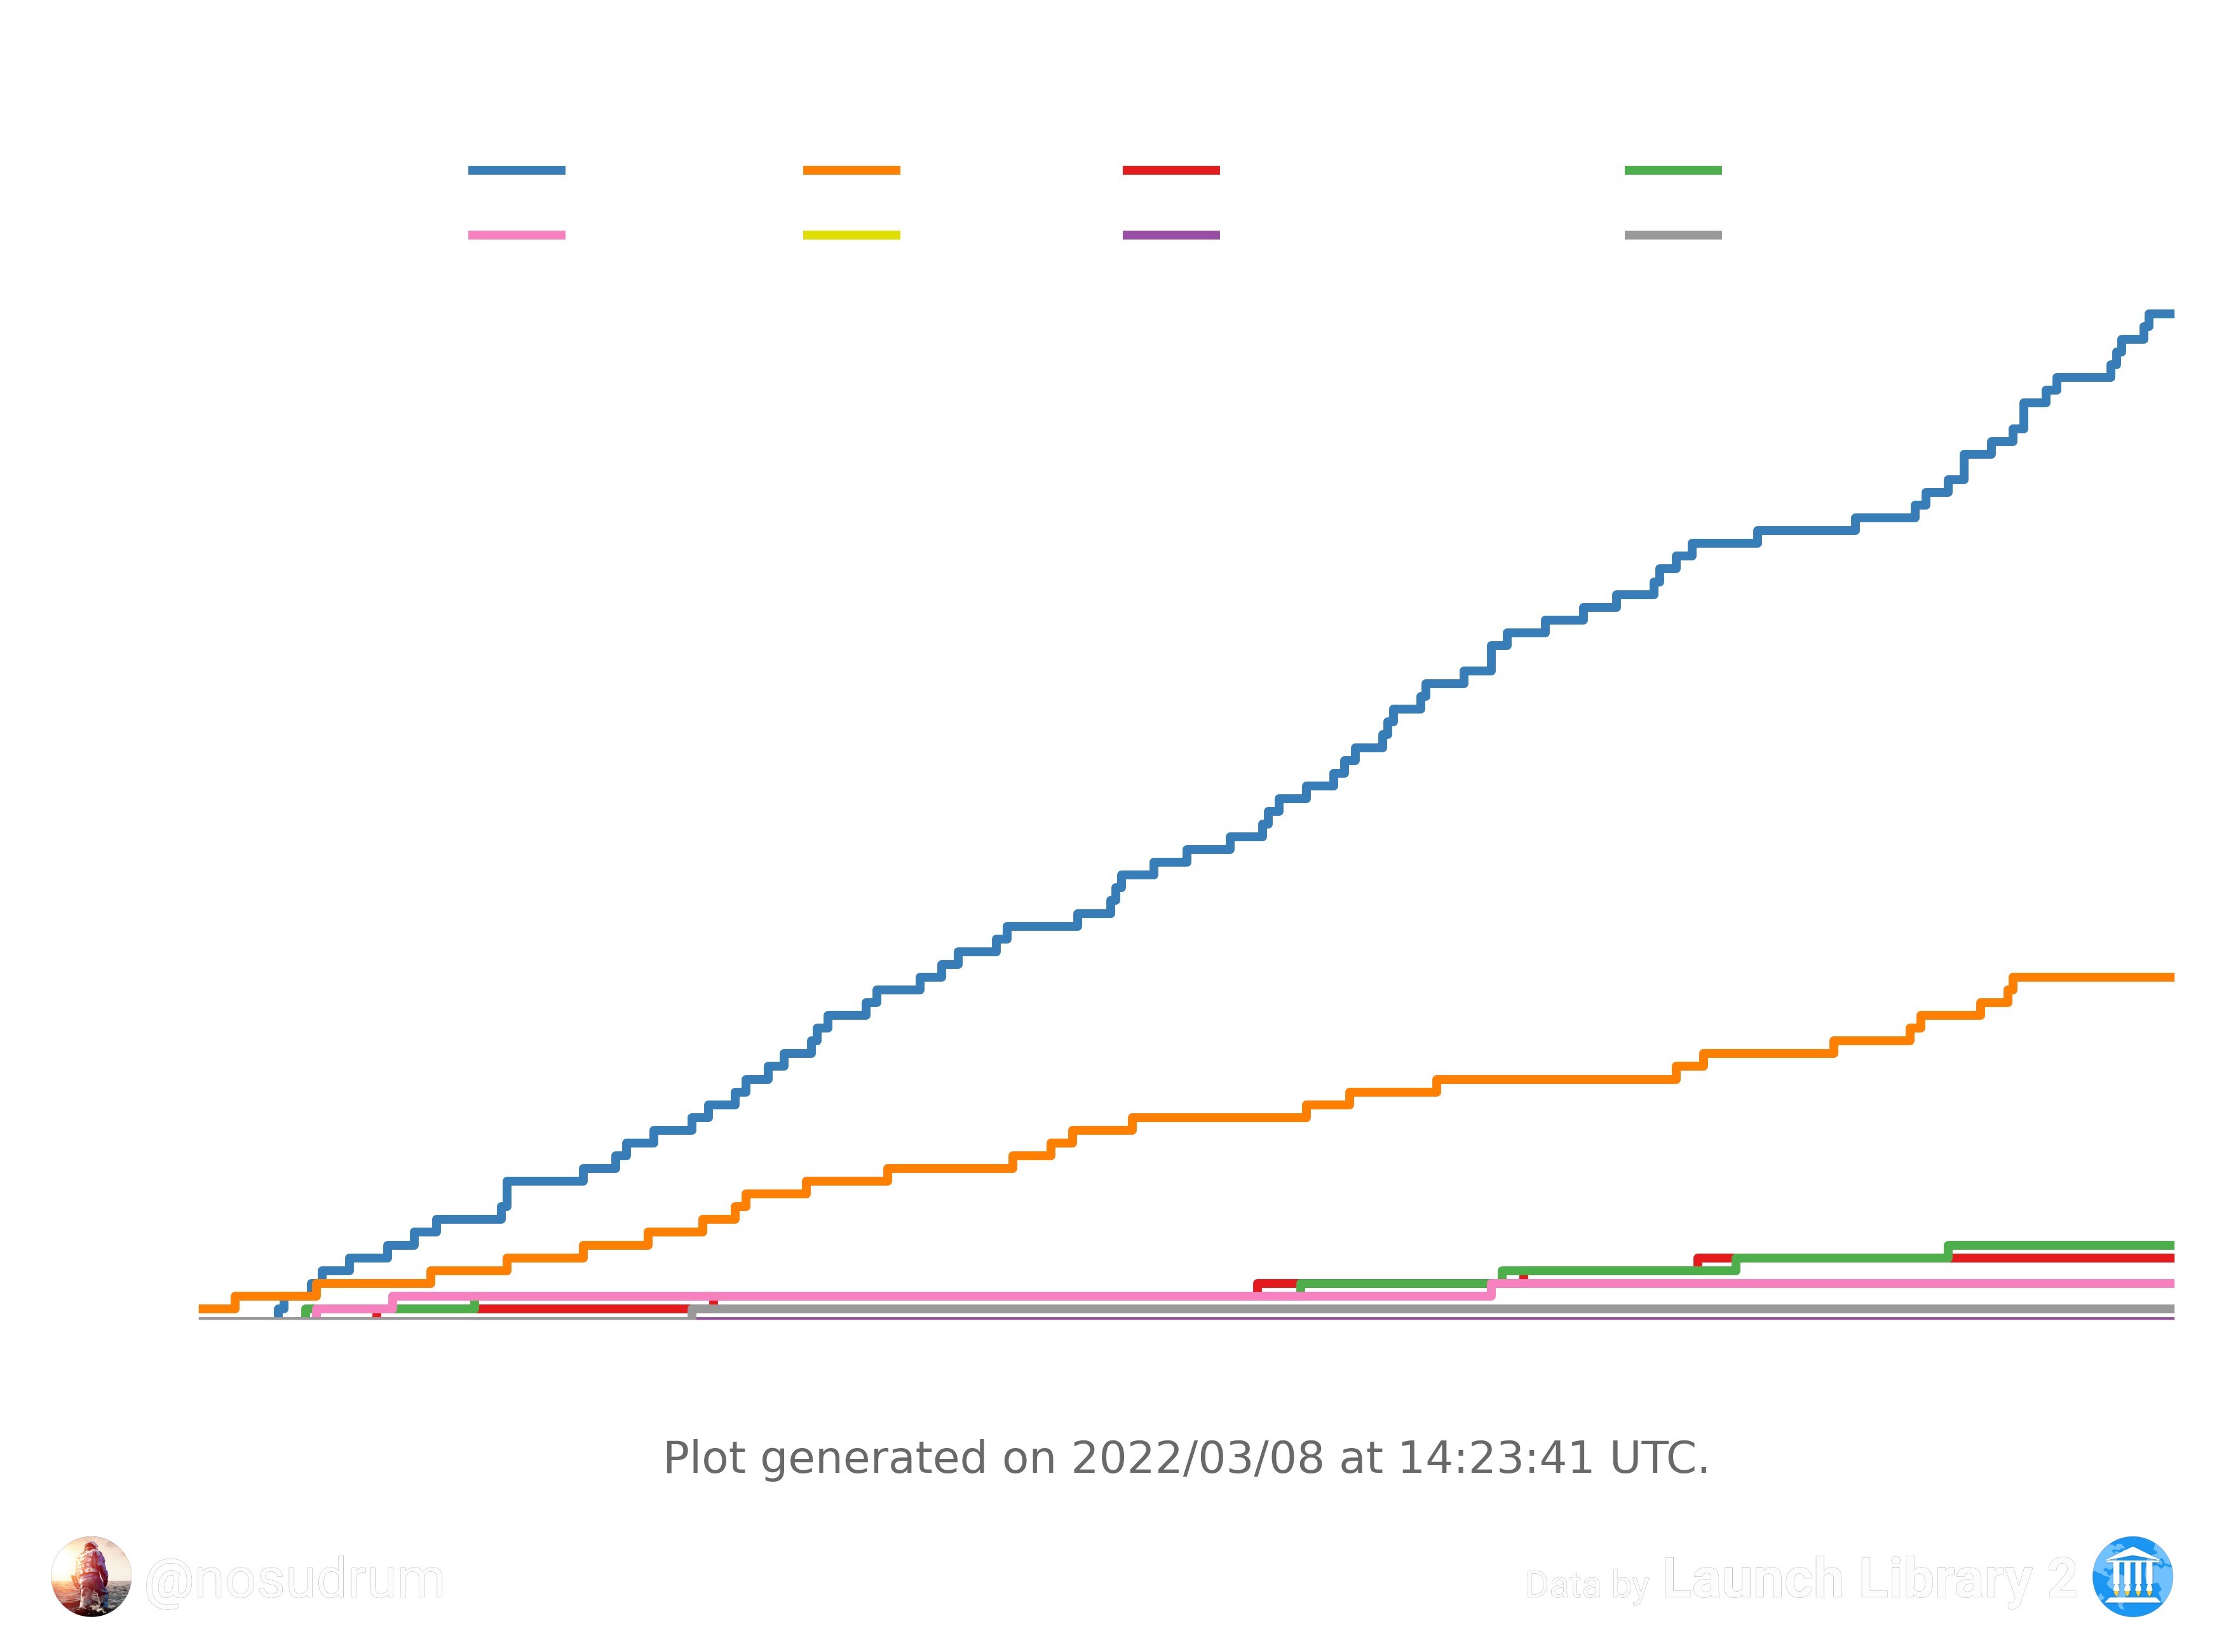 Plot generated on 2022/03/08 at 14:23:41 UTC.
@nosudrum
Data by Launch Library 2